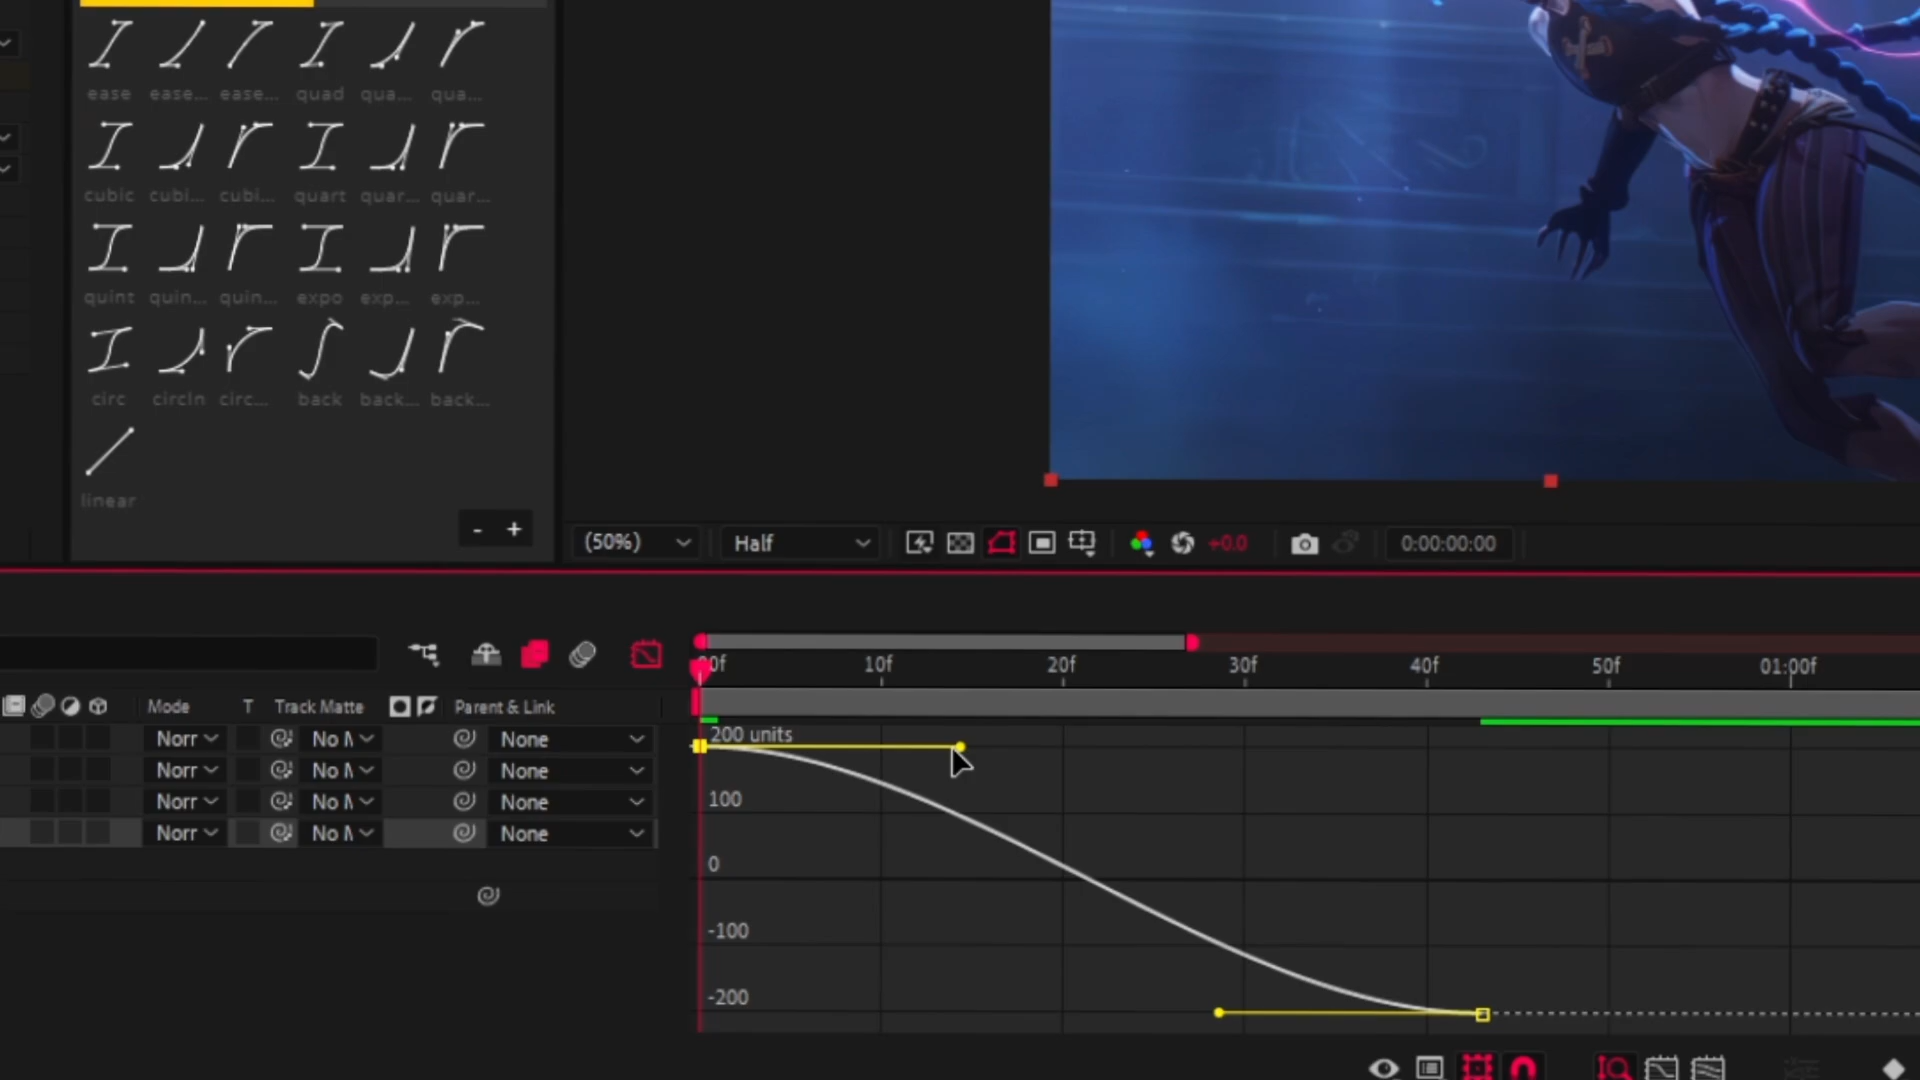 ease ease... ease... quad qua... qua...
cubic cubi... cubi... quart quar... quar...
quint quin... quin... expo exp... exp...
circ circIn circ... back back... back...
linear
- +
(50%) Half +0.0 0:00:00:00
00f 10f 20f 30f 40f 50f 01:00f
Mode T Track Matte Parent & Link
Norr No M None
Norr No M None
Norr No M None
Norr No M None
200 units
100
0
-100
-200